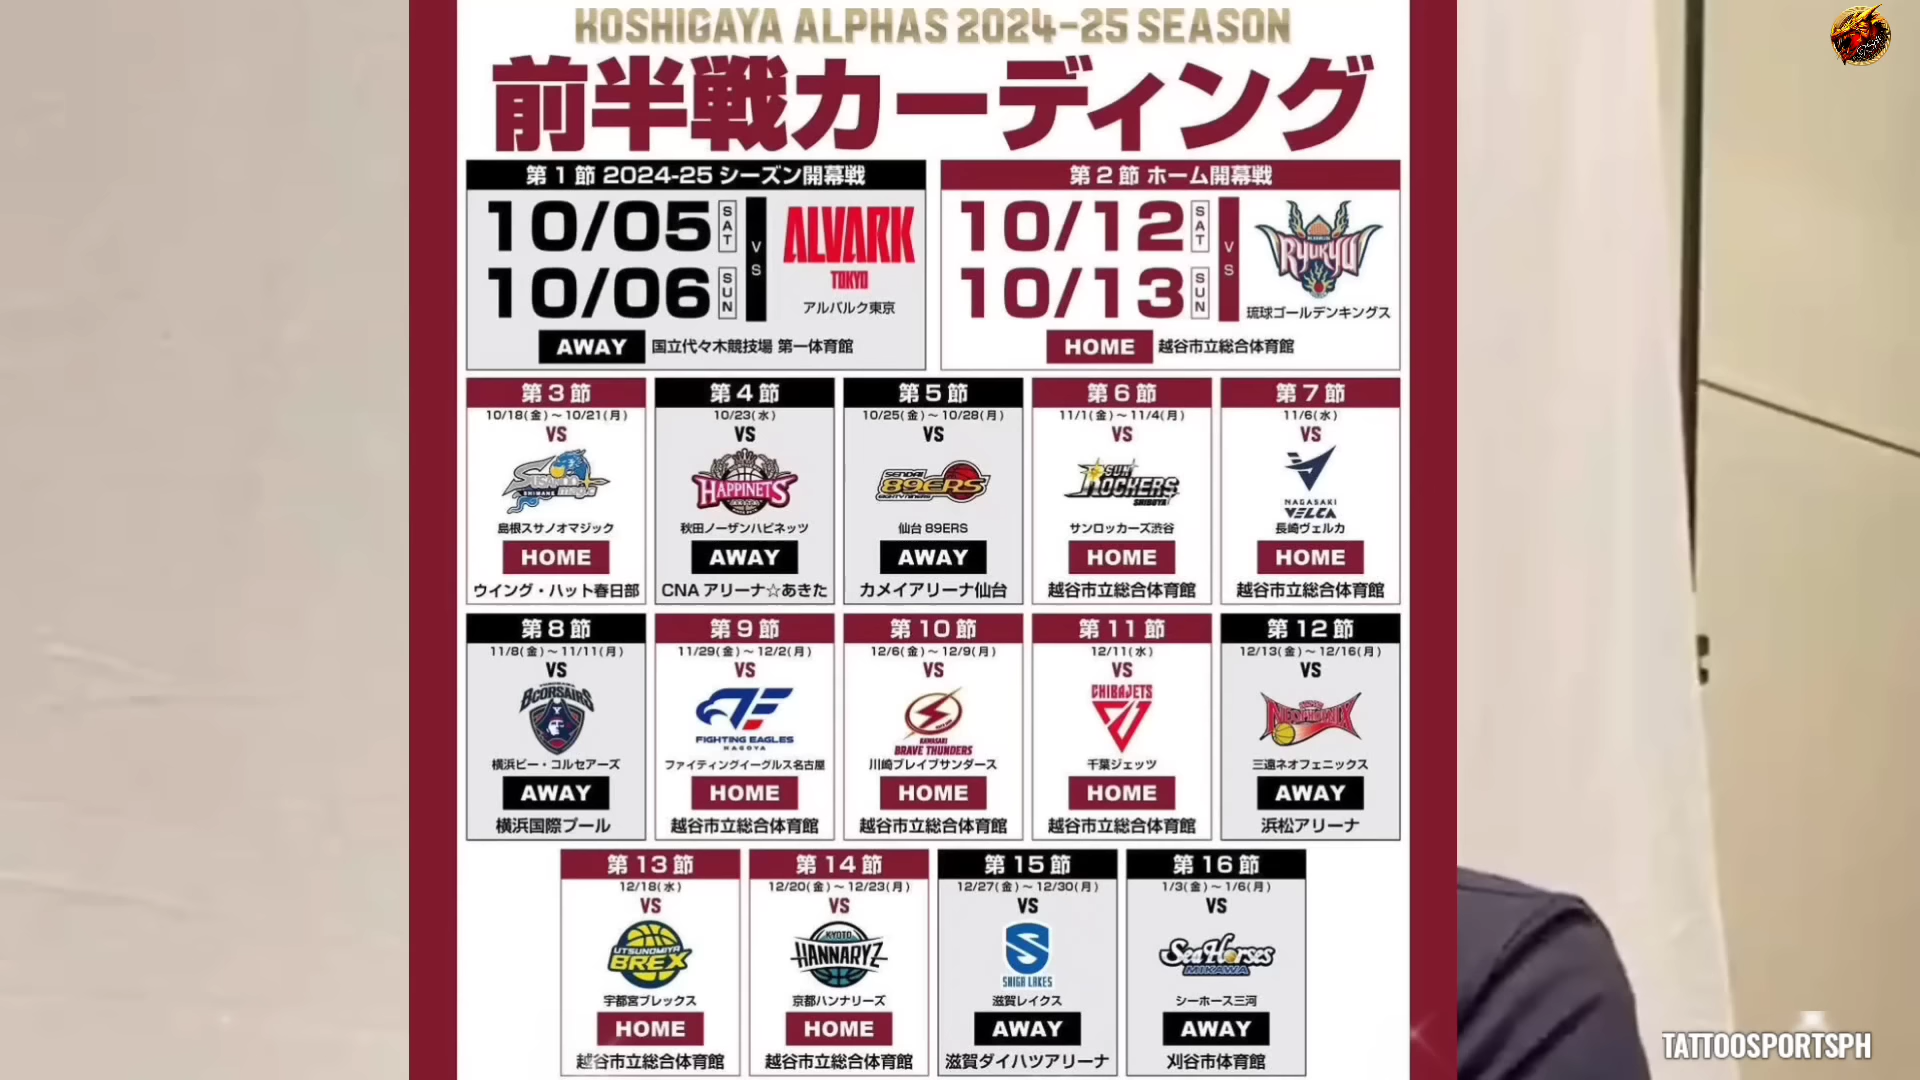 KOSHIGAYA ALPHAS 2024-25 SEASON
前半戦カーディング
第1節 2024-25 シーズン開幕戦
10/05 SAT
10/06 SUN
VS
ALVARK
TOKYO
アルバルク東京
AWAY 国立代々木競技場 第一体育館
第2節 ホーム開幕戦
10/12 SAT
10/13 SUN
VS
RYUKYU
琉球ゴールデンキングス
HOME 越谷市立総合体育館
第3節
10/18(金)～10/21(月)
VS
SUSANOO
SHIMANE MAGIC
島根スサノオマジック
HOME
ウイング・ハット春日部
第4節
10/23(水)
VS
HAPPINETS
秋田ノーザンハピネッツ
AWAY
CNAアリーナ☆あきた
第5節
10/25(金)～10/28(月)
VS
SENDAI
89ERS
EIGHTYNINERS
仙台89ERS
AWAY
カメイアリーナ仙台
第6節
11/1(金)～11/4(月)
VS
SUN
ROCKERS
SHIBUYA
サンロッカーズ渋谷
HOME
越谷市立総合体育館
第7節
11/6(水)
VS
NAGASAKI
VELCA
長崎ヴェルカ
HOME
越谷市立総合体育館
第8節
11/8(金)～11/11(月)
VS
BCORSAIRS
横浜ビー・コルセアーズ
AWAY
横浜国際プール
第9節
11/29(金)～12/2(月)
VS
FIGHTING EAGLES
NAGOYA
ファイティングイーグルス名古屋
HOME
越谷市立総合体育館
第10節
12/6(金)～12/9(月)
VS
KAWASAKI
BRAVE THUNDERS
川崎ブレイブサンダース
HOME
越谷市立総合体育館
第11節
12/11(水)
VS
CHIBAJETS
千葉ジェッツ
HOME
越谷市立総合体育館
第12節
12/13(金)～12/16(月)
VS
NEOPHOENIX
三遠ネオフェニックス
AWAY
浜松アリーナ
第13節
12/18(水)
VS
UTSUNOMIYA
BREX
宇都宮ブレックス
HOME
越谷市立総合体育館
第14節
12/20(金)～12/23(月)
VS
KYOTO
HANNARYZ
京都ハンナリーズ
HOME
越谷市立総合体育館
第15節
12/27(金)～12/30(月)
VS
SHIGA LAKES
滋賀レイクス
AWAY
滋賀ダイハツアリーナ
第16節
1/3(金)～1/6(月)
VS
SeaHorses
MIKAWA
シーホース三河
AWAY
刈谷市体育館
TATTOOSPORTSPH